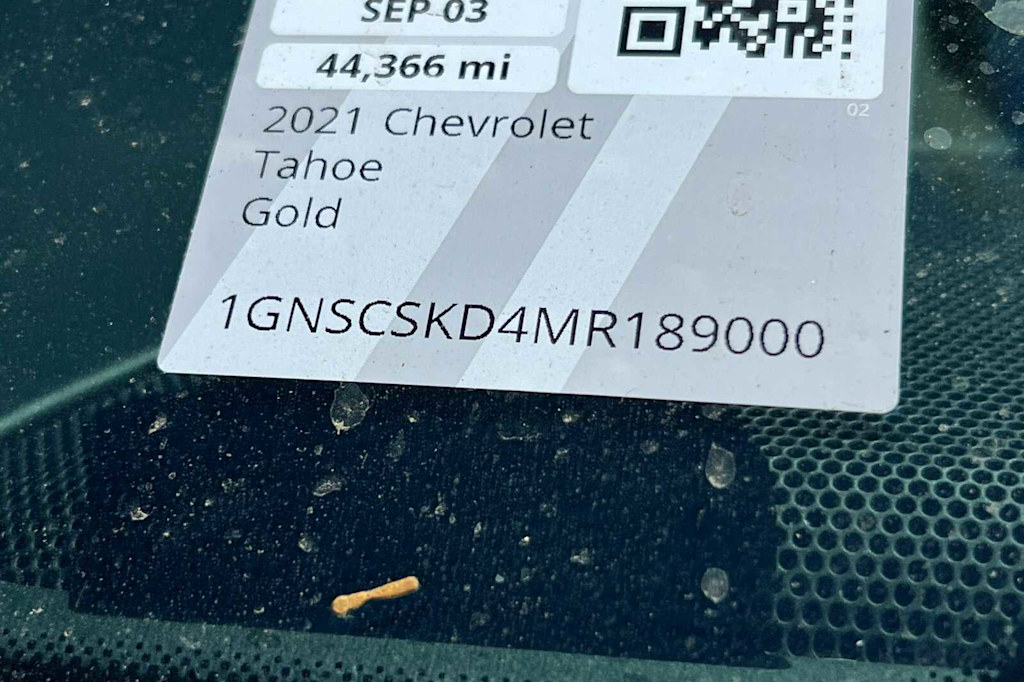 SEP 03
44,366 mi
02
2021 Chevrolet
Tahoe
Gold
1GNSCSKD4MR189000